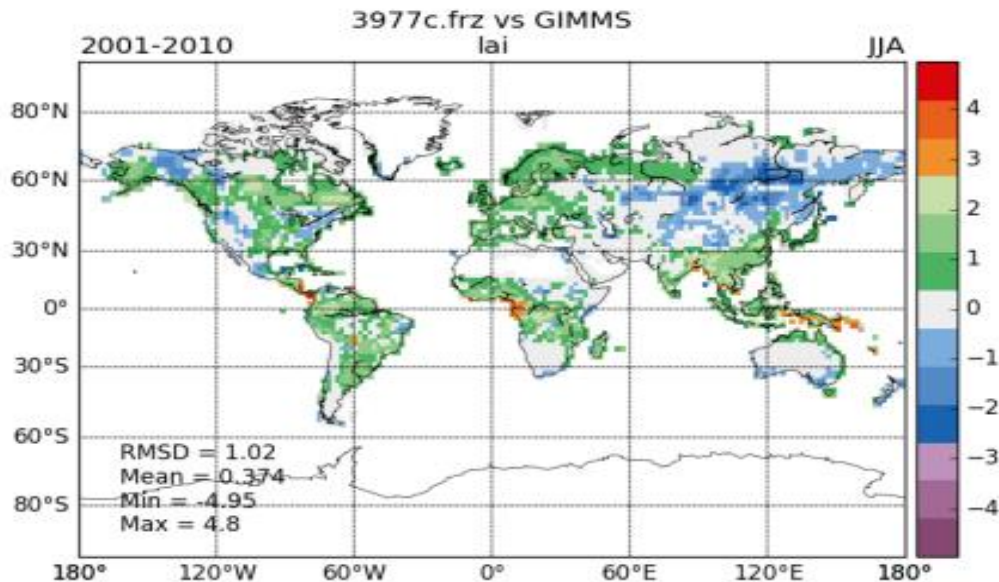 3977c.frz vs GIMMS
2001-2010 lai JJA
80°N
60°N
30°N
0°
30°S
60°S
80°S
RMSD = 1.02
Mean = 0.374
Min = -4.95
Max = 4.8
180° 120°W 60°W 0° 60°E 120°E 180°
4
3
2
1
0
−1
−2
−3
−4